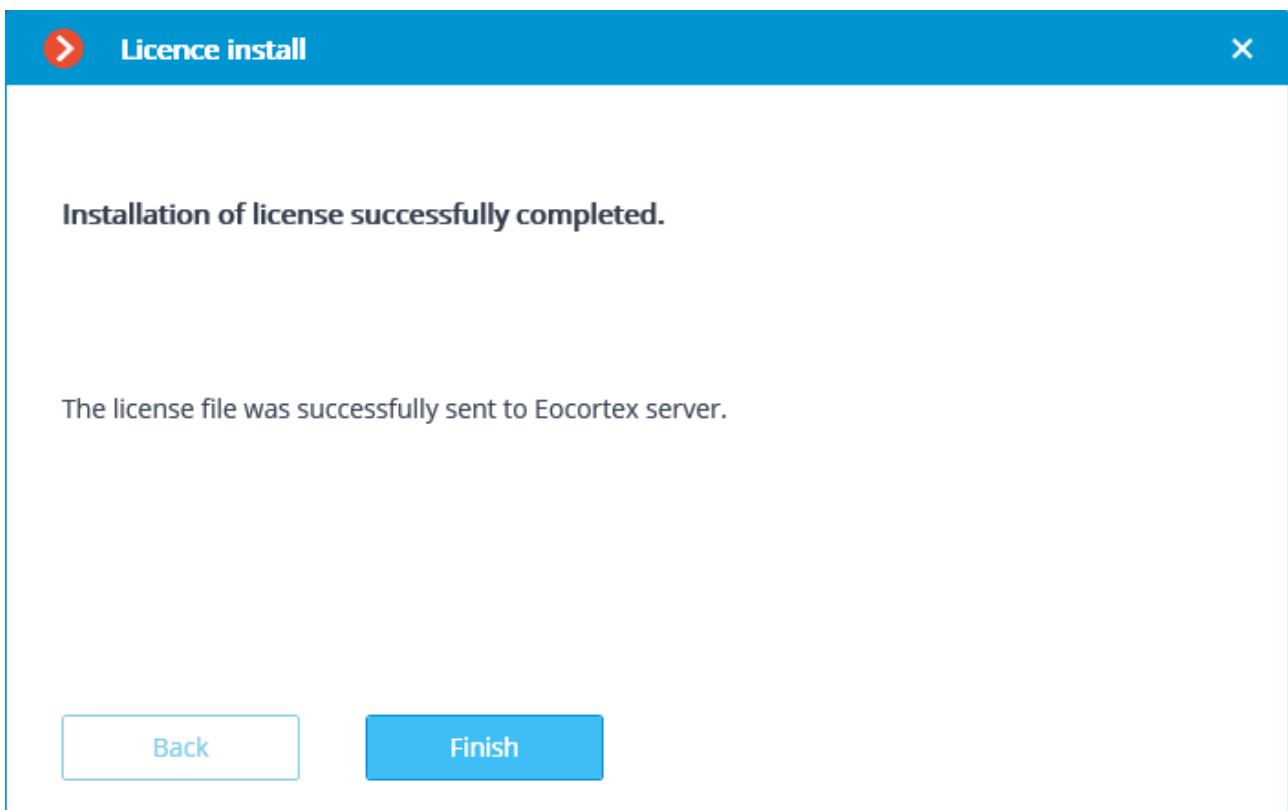 Licence install
Installation of license successfully completed.
The license file was successfully sent to Eocortex server.
Back
Finish